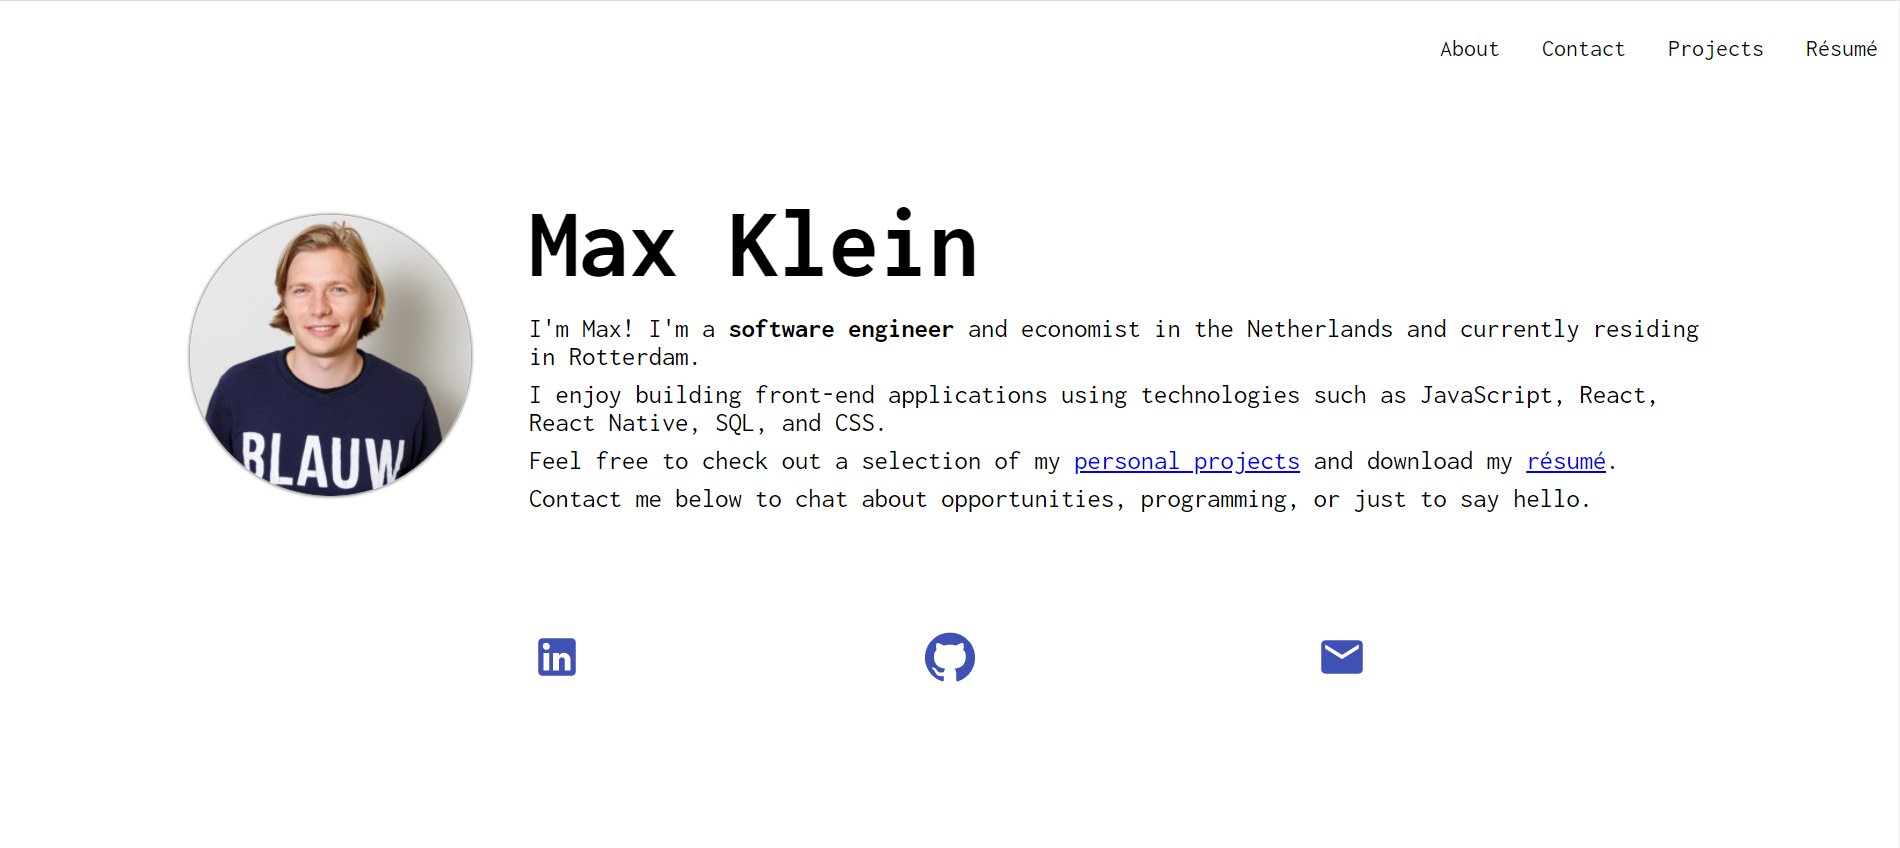 About Contact Projects Résumé
Max Klein
I'm Max! I'm a software engineer and economist in the Netherlands and currently residing
in Rotterdam.
I enjoy building front-end applications using technologies such as JavaScript, React,
React Native, SQL, and CSS.
Feel free to check out a selection of my personal projects and download my résumé.
Contact me below to chat about opportunities, programming, or just to say hello.
BLAUW
in